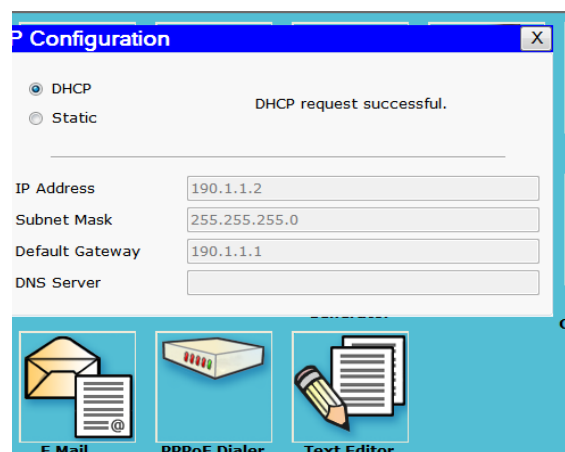 P Configuration
X
DHCP
Static
DHCP request successful.
IP Address
190.1.1.2
Subnet Mask
255.255.255.0
Default Gateway
190.1.1.1
DNS Server
@
E Mail
PPPoE Dialer
Text Editor